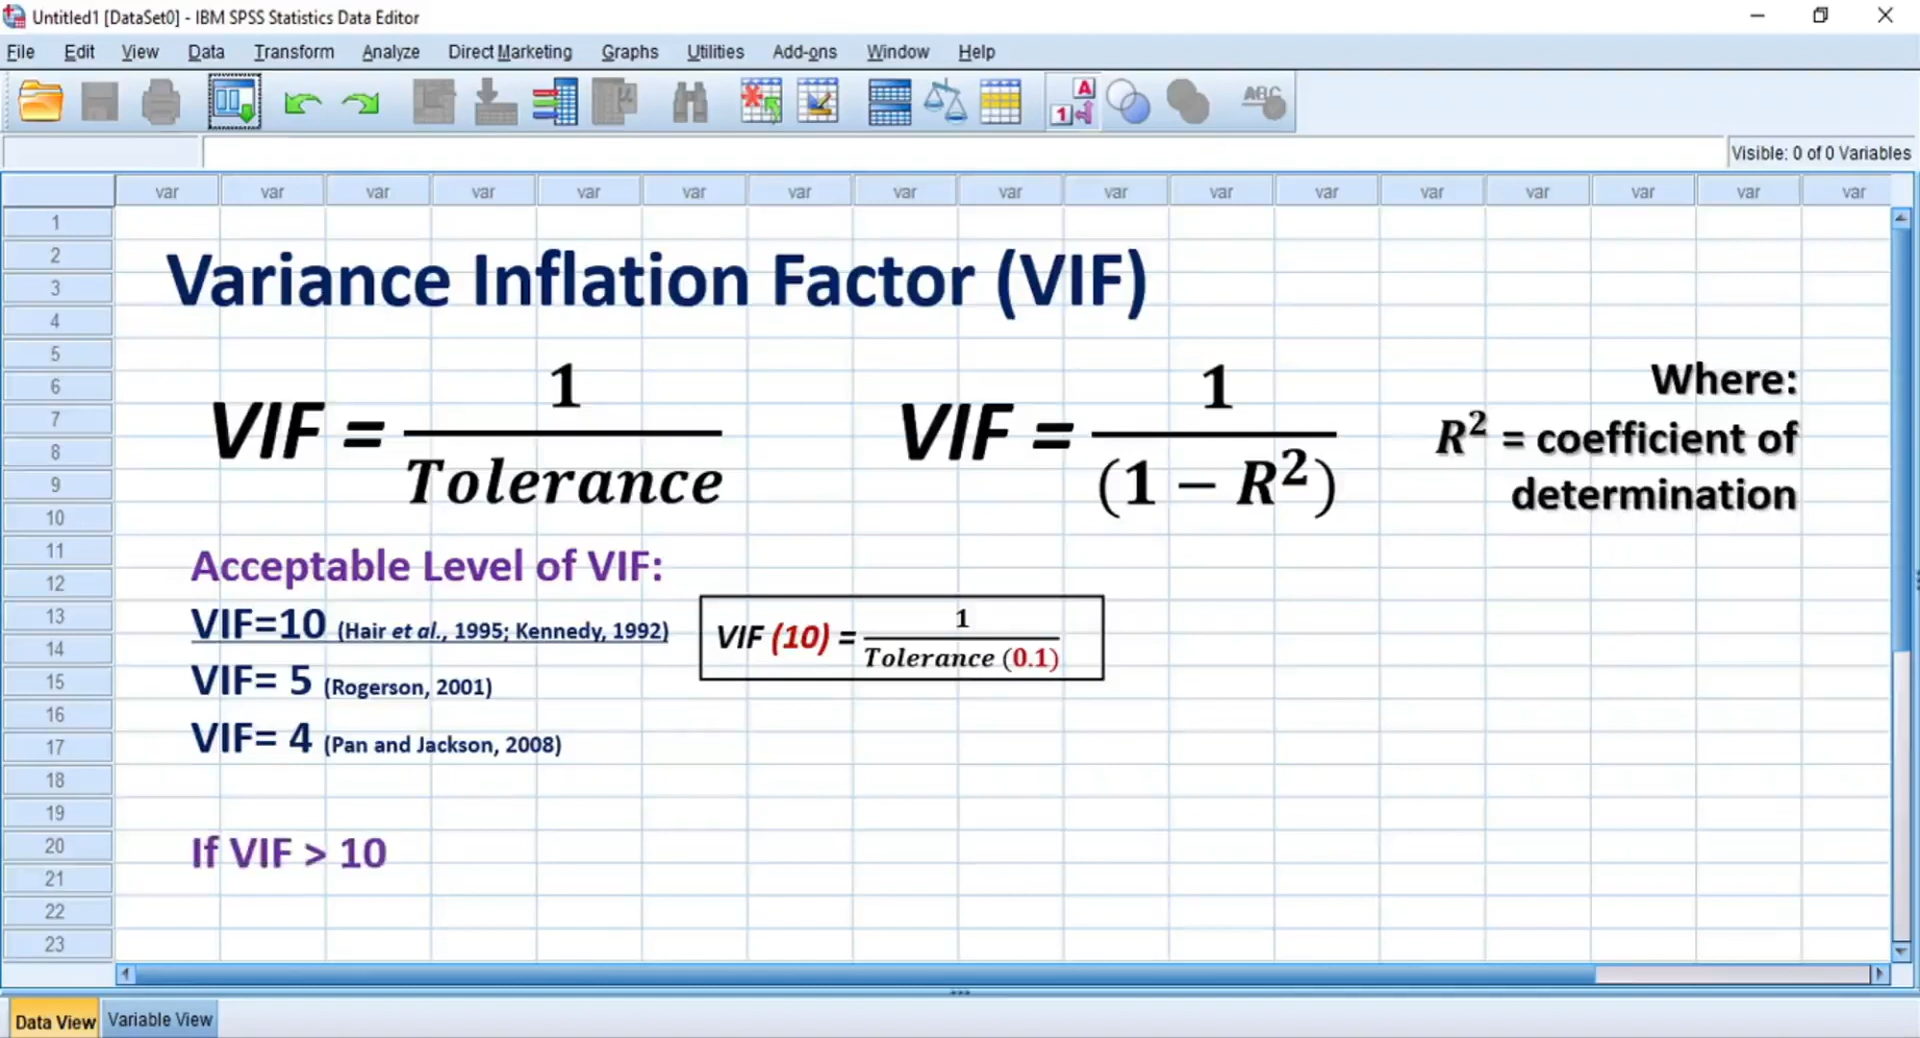 Untitled1 [DataSet0] - IBM SPSS Statistics Data Editor
File Edit View Data Transform Analyze Direct Marketing Graphs Utilities Add-ons Window Help
A
1
ABC
Visible: 0 of 0 Variables
var var var var var var var var var var var var var var var var var
1
2
3
4
5
6
7
8
9
10
11
12
13
14
15
16
17
18
19
20
21
22
23
Variance Inflation Factor (VIF)
VIF = 1 / Tolerance
VIF = 1 / (1 − R²)
Where:
R² = coefficient of
determination
Acceptable Level of VIF:
VIF=10 (Hair et al., 1995; Kennedy, 1992)
VIF (10) = 1 / Tolerance (0.1)
VIF= 5 (Rogerson, 2001)
VIF= 4 (Pan and Jackson, 2008)
If VIF > 10
Data View Variable View